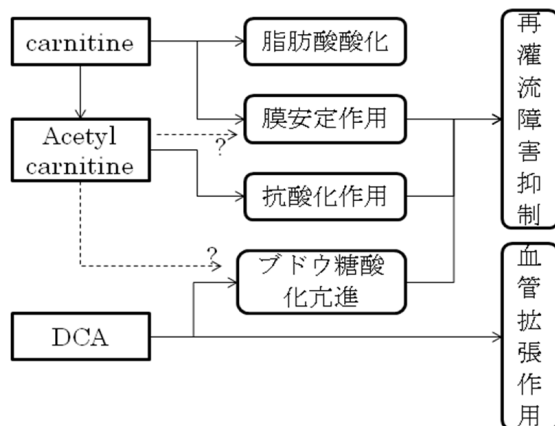 carnitine
脂肪酸酸化
再灌流障害抑制
膜安定作用
Acetyl
carnitine
?
抗酸化作用
?
ブドウ糖酸
化亢進
血管拡張作用
DCA